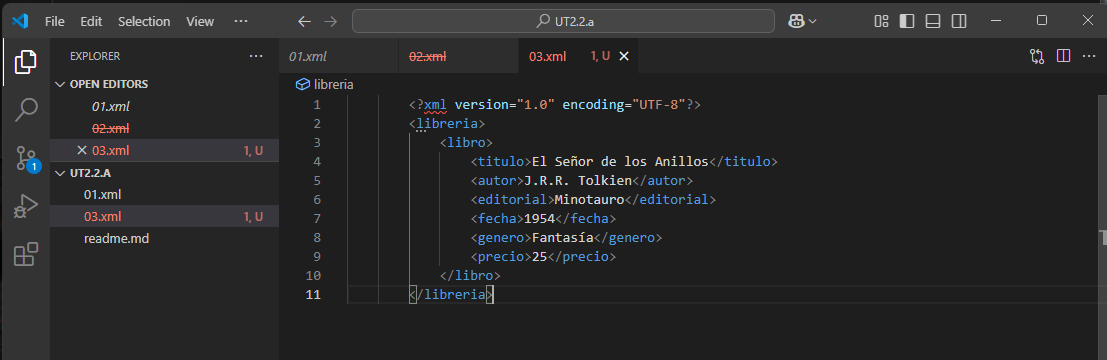 File Edit Selection View ··· UT2.2.a
EXPLORER ···
OPEN EDITORS
01.xml
02.xml
03.xml 1, U
UT2.2.A
01.xml
03.xml 1, U
readme.md
1
01.xml 02.xml 03.xml 1, U
libreria
1 <?xml version="1.0" encoding="UTF-8"?>
2 <libreria>
3 <libro>
4 <titulo>El Señor de los Anillos</titulo>
5 <autor>J.R.R. Tolkien</autor>
6 <editorial>Minotauro</editorial>
7 <fecha>1954</fecha>
8 <genero>Fantasía</genero>
9 <precio>25</precio>
10 </libro>
11 </libreria>